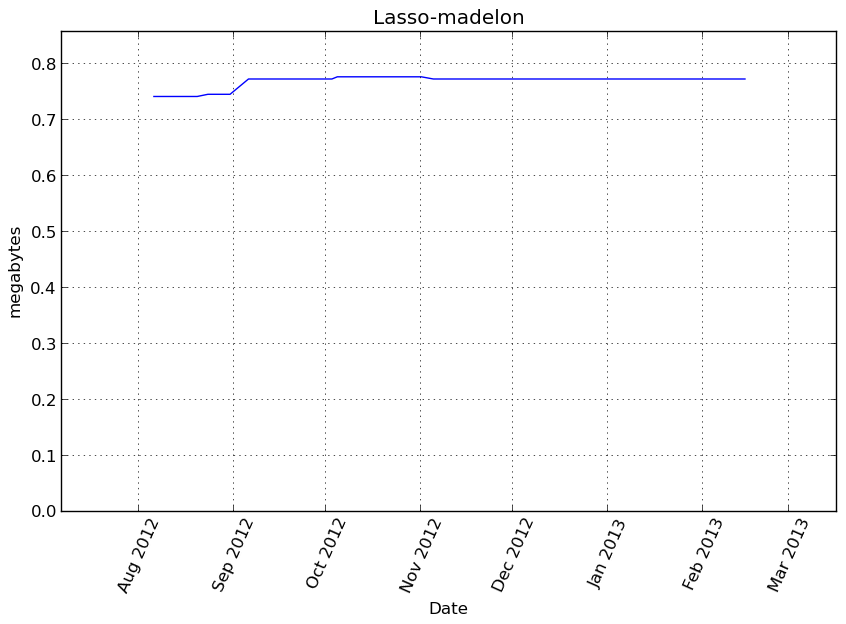 Lasso-madelon
0.8
0.7
0.6
0.5
0.4
0.3
0.2
0.1
0.0
megabytes
Aug 2012
Sep 2012
Oct 2012
Nov 2012
Dec 2012
Jan 2013
Feb 2013
Mar 2013
Date